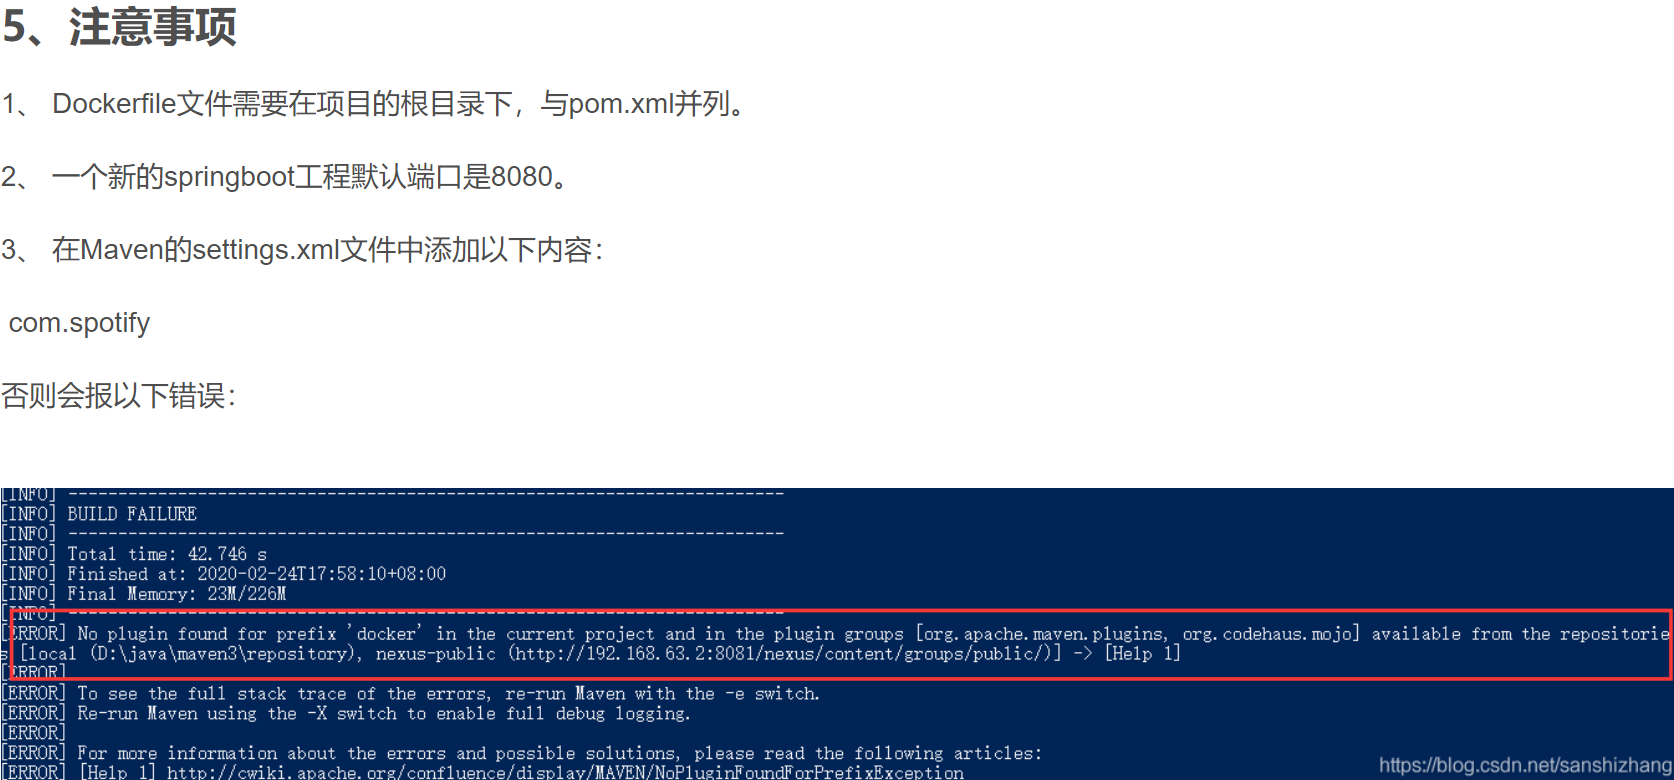 5、注意事项
1、 Dockerfile文件需要在项目的根目录下，与pom.xml并列。
2、 一个新的springboot工程默认端口是8080。
3、 在Maven的settings.xml文件中添加以下内容：
com.spotify
否则会报以下错误：
[INFO] ------------------------------------------------------------------------
[INFO] BUILD FAILURE
[INFO] ------------------------------------------------------------------------
[INFO] Total time: 42.746 s
[INFO] Finished at: 2020-02-24T17:58:10+08:00
[INFO] Final Memory: 23M/226M
[INFO] ------------------------------------------------------------------------
[ERROR] No plugin found for prefix 'docker' in the current project and in the plugin groups [org.apache.maven.plugins, org.codehaus.mojo] available from the repositorie
s [local (D:\java\maven3\repository), nexus-public (http://192.168.63.2:8081/nexus/content/groups/public/)] -> [Help 1]
[ERROR]
[ERROR] To see the full stack trace of the errors, re-run Maven with the -e switch.
[ERROR] Re-run Maven using the -X switch to enable full debug logging.
[ERROR]
[ERROR] For more information about the errors and possible solutions, please read the following articles:
[ERROR] [Help 1] http://cwiki.apache.org/confluence/display/MAVEN/NoPluginFoundForPrefixException
https://blog.csdn.net/sanshizhang